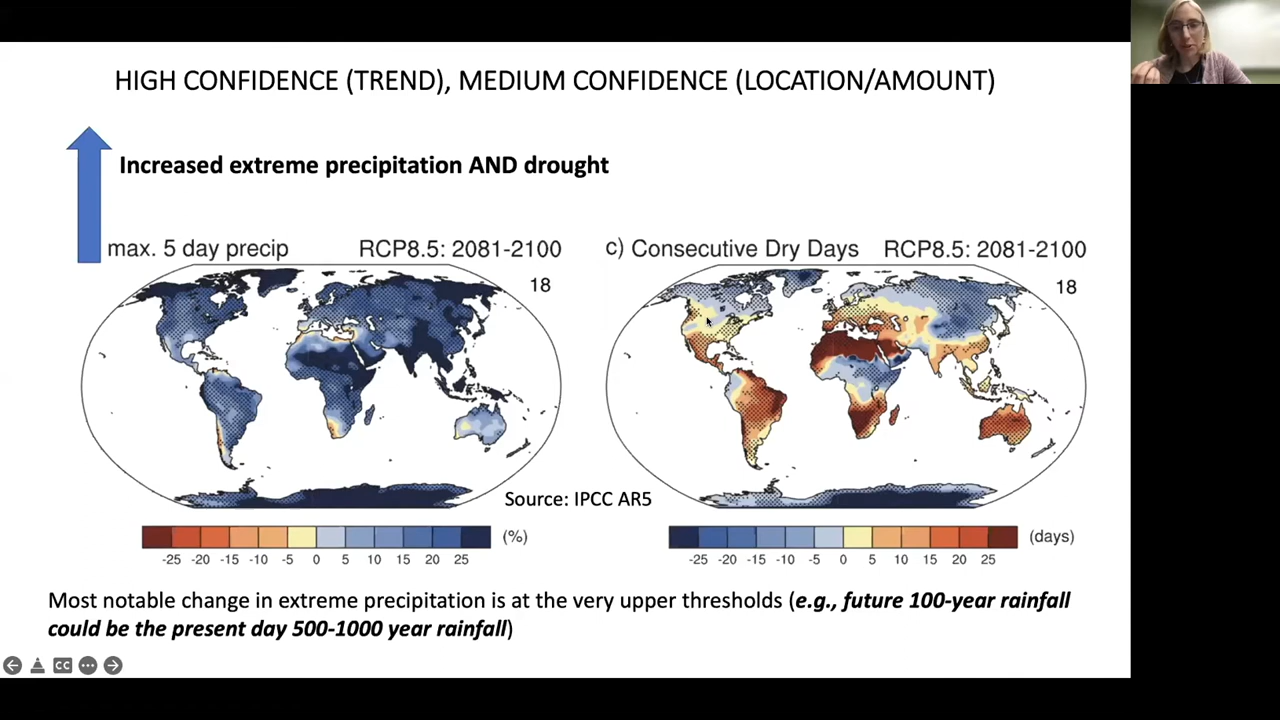 HIGH CONFIDENCE (TREND), MEDIUM CONFIDENCE (LOCATION/AMOUNT)
Increased extreme precipitation AND drought
max. 5 day precip RCP8.5: 2081-2100
18
c) Consecutive Dry Days RCP8.5: 2081-2100
18
Source: IPCC AR5
(%)
-25 -20 -15 -10 -5 0 5 10 15 20 25
(days)
-25 -20 -15 -10 -5 0 5 10 15 20 25
Most notable change in extreme precipitation is at the very upper thresholds (e.g., future 100-year rainfall
could be the present day 500-1000 year rainfall)
CC